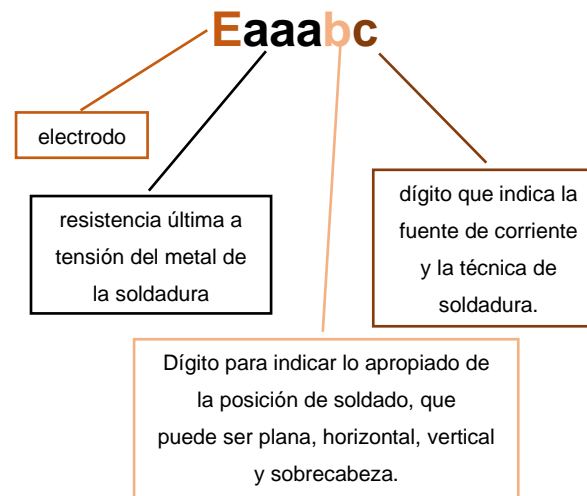 Eaaabc
electrodo
resistencia última a
tensión del metal de
la soldadura
dígito que indica la
fuente de corriente
y la técnica de
soldadura.
Dígito para indicar lo apropiado de
la posición de soldado, que
puede ser plana, horizontal, vertical
y sobrecabeza.